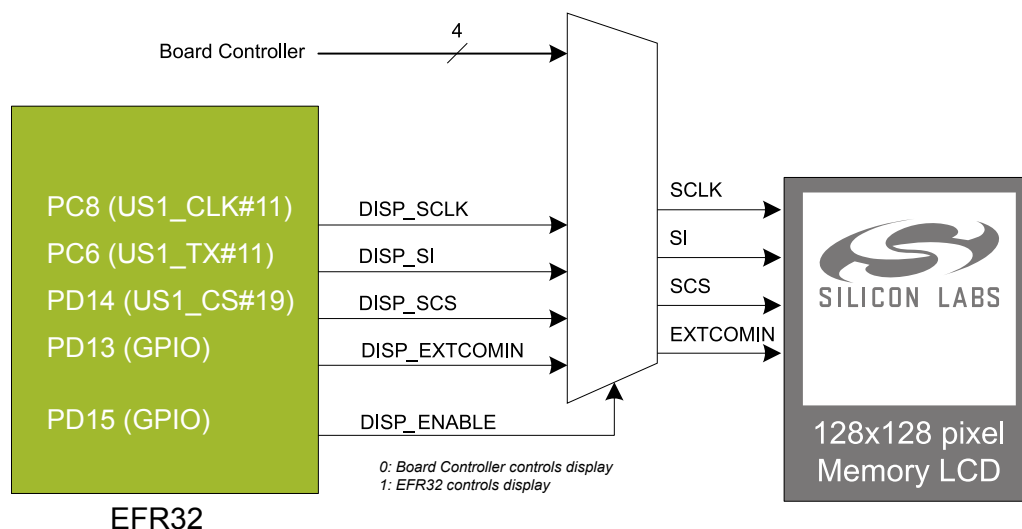 4
Board Controller
PC8 (US1_CLK#11)
PC6 (US1_TX#11)
PD14 (US1_CS#19)
PD13 (GPIO)
PD15 (GPIO)
EFR32
DISP_SCLK
DISP_SI
DISP_SCS
DISP_EXTCOMIN
DISP_ENABLE
0: Board Controller controls display
1: EFR32 controls display
SCLK
SI
SCS
EXTCOMIN
SILICON LABS
128x128 pixel
Memory LCD